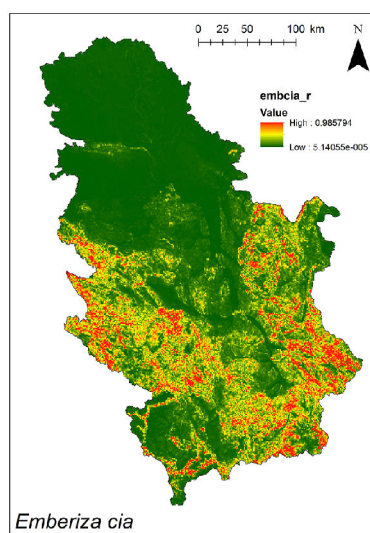 0 25 50 100 km
N
embcia_r
Value
High : 0.985794
Low : 5.14055e-005
Emberiza cia